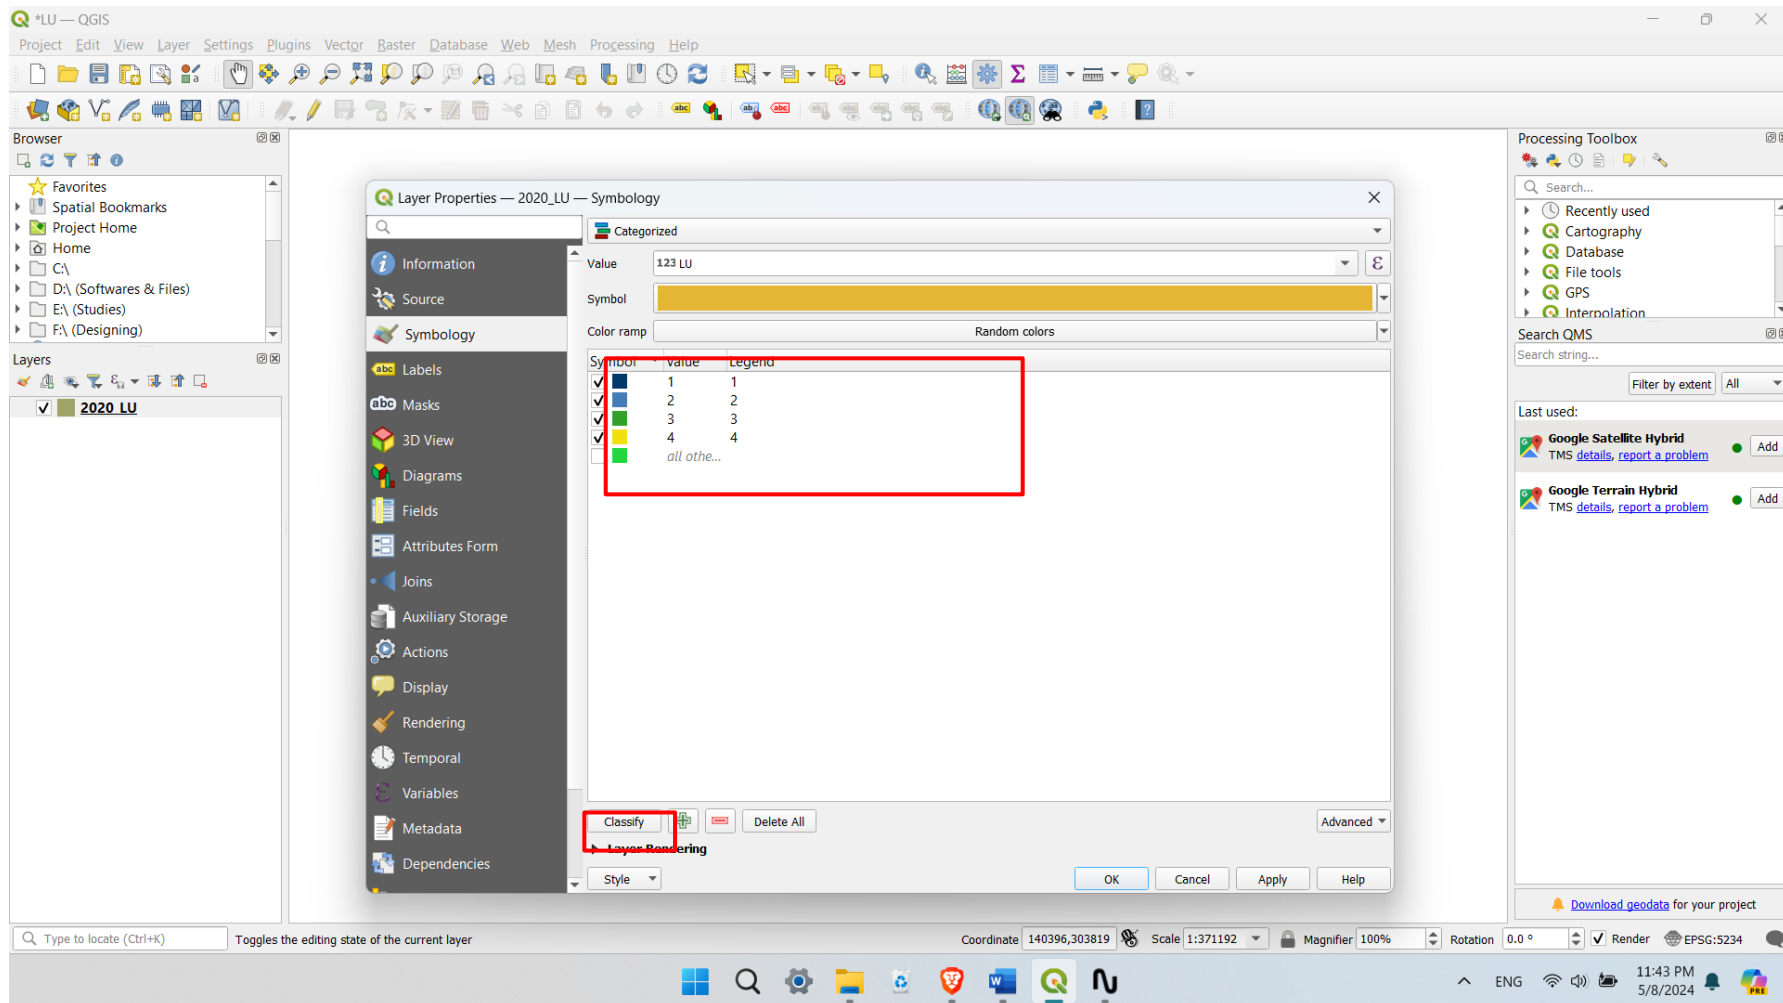 *LU — QGIS
Project Edit View Layer Settings Plugins Vector Raster Database Web Mesh Processing Help
Browser
Favorites
Spatial Bookmarks
Project Home
Home
C:\
D:\ (Softwares & Files)
E:\ (Studies)
F:\ (Designing)
Layers
2020_LU
Layer Properties — 2020_LU — Symbology
Information
Source
Symbology
Labels
Masks
3D View
Diagrams
Fields
Attributes Form
Joins
Auxiliary Storage
Actions
Display
Rendering
Temporal
Variables
Metadata
Dependencies
Categorized
Value 123 LU
Symbol
Color ramp Random colors
Symbol Value Legend
1 1
2 2
3 3
4 4
all othe...
Classify Delete All Advanced
Layer Rendering
Style OK Cancel Apply Help
Processing Toolbox
Search...
Recently used
Cartography
Database
File tools
GPS
Interpolation
Search QMS
Search string...
Filter by extent All
Last used:
Google Satellite Hybrid
TMS details, report a problem Add
Google Terrain Hybrid
TMS details, report a problem Add
Download geodata for your project
Type to locate (Ctrl+K) Toggles the editing state of the current layer Coordinate 140396,303819 Scale 1:371192 Magnifier 100% Rotation 0.0 ° Render EPSG:5234
ENG 11:43 PM
5/8/2024
PRE